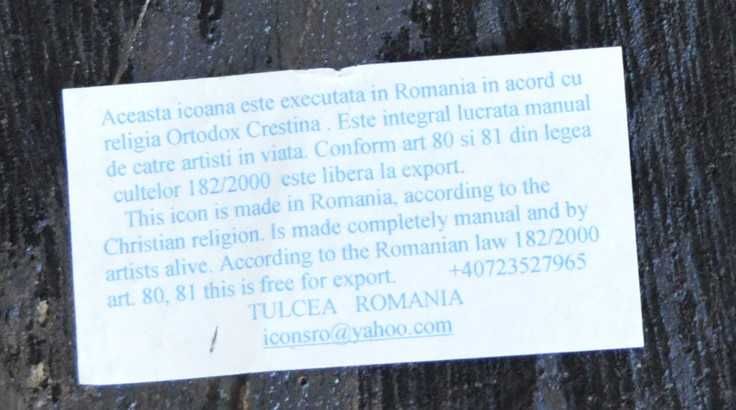 Aceasta icoana este executata in Romania in acord cu
religia Ortodox Crestina . Este integral lucrata manual
de catre artisti in viata. Conform art 80 si 81 din legea
cultelor 182/2000 este libera la export.
This icon is made in Romania, according to the
Christian religion. Is made completely manual and by
artists alive. According to the Romanian law 182/2000
art. 80, 81 this is free for export. +40723527965
TULCEA ROMANIA
iconsro@yahoo.com